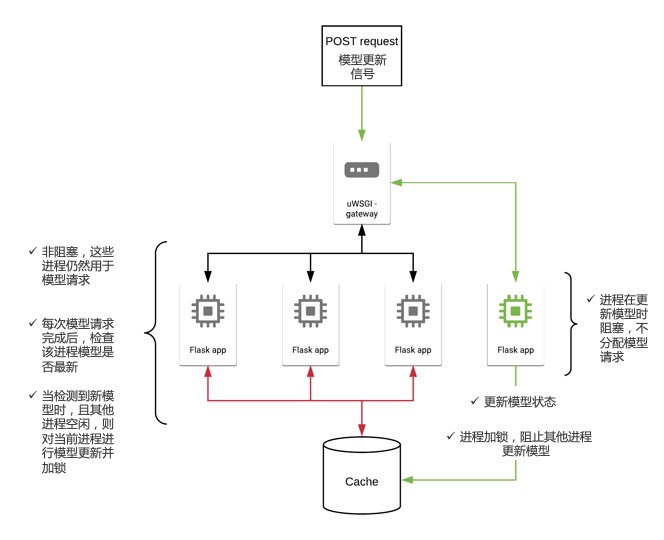 POST request
模型更新
信号
uWSGI -
gateway
✓ 非阻塞，这些
进程仍然用于
模型请求
✓ 每次模型请求
完成后，检查
该进程模型是
否最新
✓ 当检测到新模
型时，且其他
进程空闲，则
对当前进程进
行模型更新并
加锁
Flask app
Flask app
Flask app
Flask app
✓ 进程在更
新模型时
阻塞，不
分配模型
请求
✓ 更新模型状态
✓ 进程加锁，阻止其他进程
更新模型
Cache